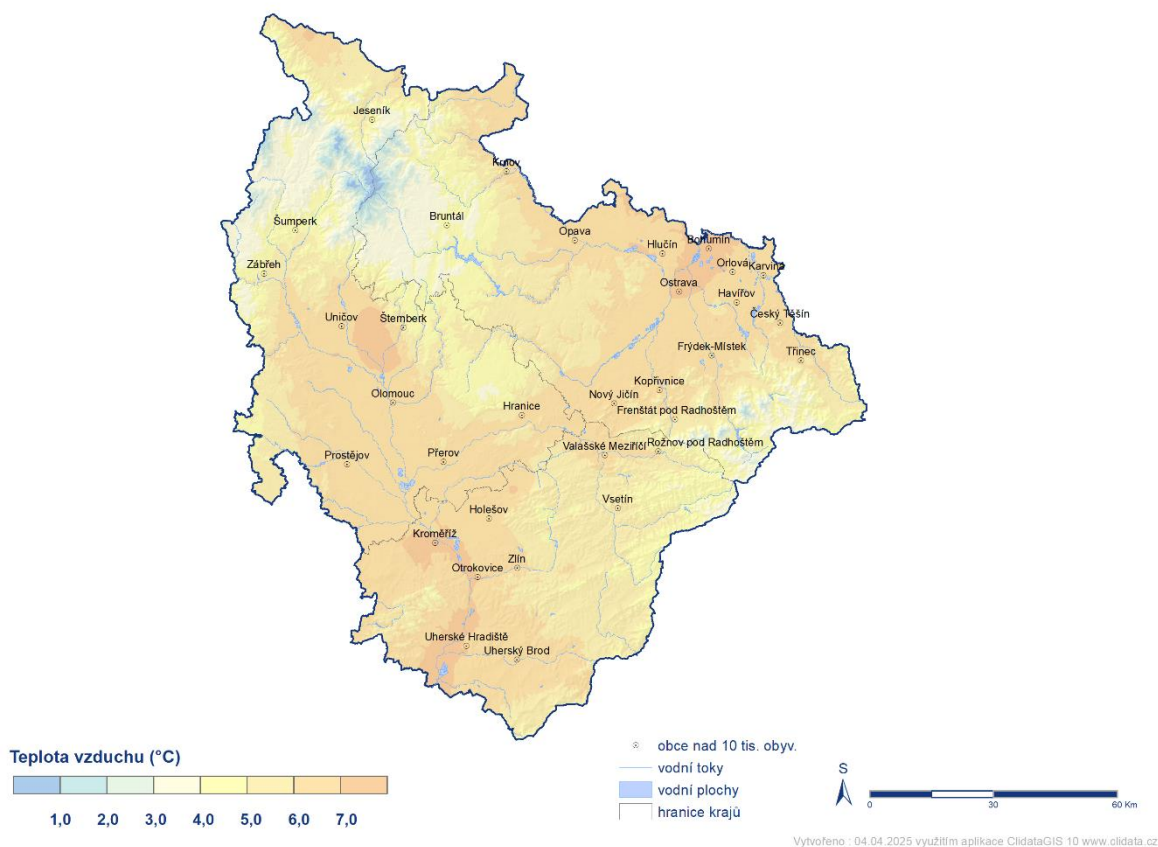 Jeseník
Krnov
Šumperk
Bruntál
Opava
Hlučín
Bohumín
Zábřeh
Orlová
Karviná
Ostrava
Havířov
Uničov
Štemberk
Český Těšín
Frýdek-Místek
Třinec
Kopřivnice
Olomouc
Nový Jičín
Hranice
Frenštát pod Radhoštěm
Valašské Meziříčí
Rožnov pod Radhoštěm
Prostějov
Přerov
Vsetín
Holešov
Kroměříž
Zlín
Otrokovice
Uherské Hradiště
Uherský Brod
Teplota vzduchu (°C)
1,0 2,0 3,0 4,0 5,0 6,0 7,0
obce nad 10 tis. obyv.
vodní toky
vodní plochy
hranice krajů
S
0 30 60 Km
Vytvořeno : 04.04.2025 využitím aplikace ClidataGIS 10 www.clidata.cz